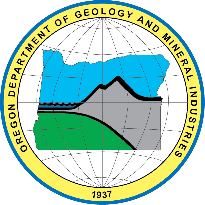 OREGON DEPARTMENT OF GEOLOGY AND MINERAL INDUSTRIES
1937